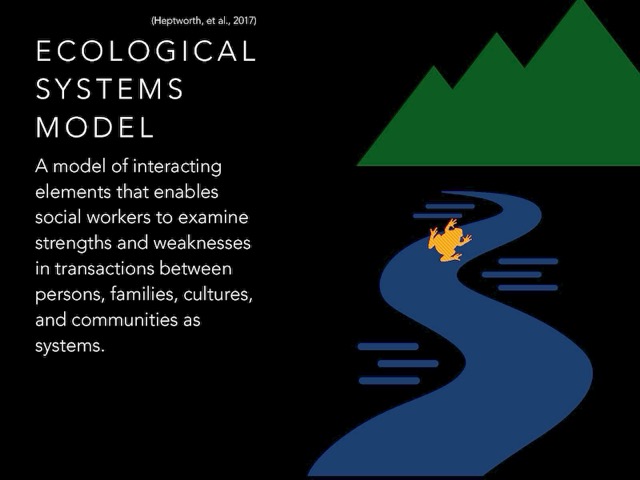 (Heptworth, et al., 2017)
ECOLOGICAL
SYSTEMS
MODEL
A model of interacting
elements that enables
social workers to examine
strengths and weaknesses
in transactions between
persons, families, cultures,
and communities as
systems.